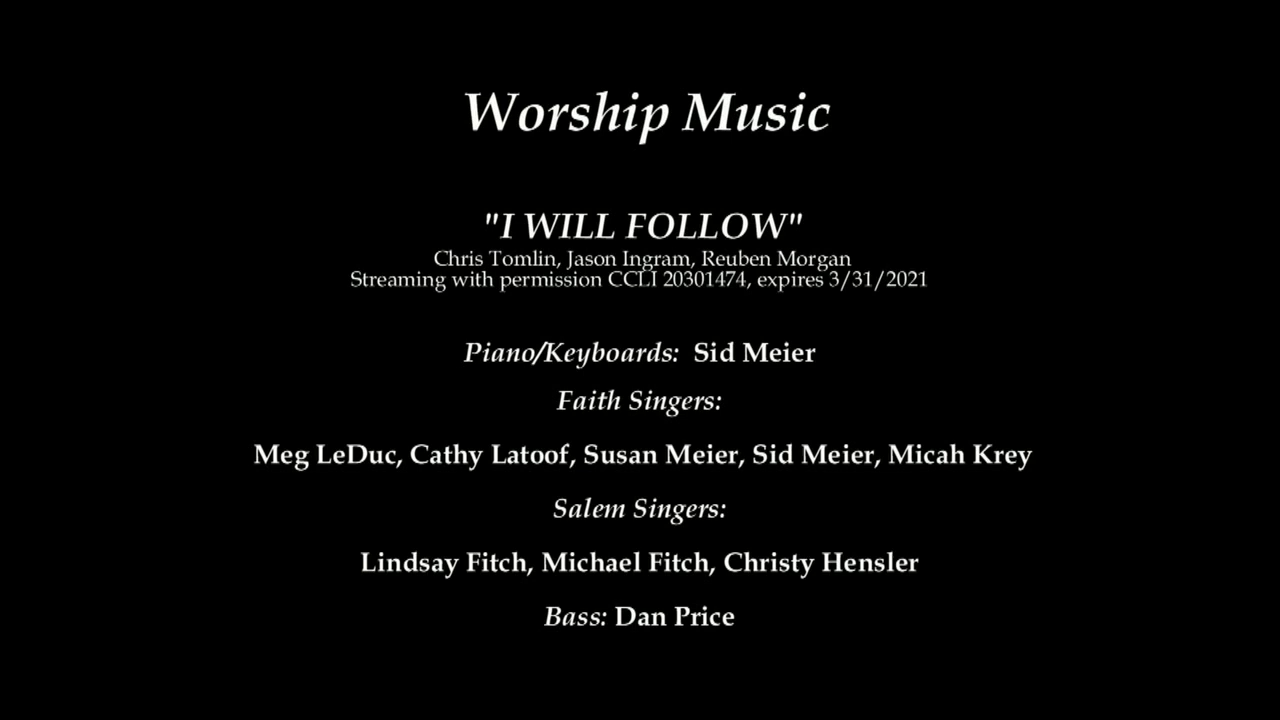 Worship Music
"I WILL FOLLOW"
Chris Tomlin, Jason Ingram, Reuben Morgan
Streaming with permission CCLI 20301474, expires 3/31/2021
Piano/Keyboards: Sid Meier
Faith Singers:
Meg LeDuc, Cathy Latoof, Susan Meier, Sid Meier, Micah Krey
Salem Singers:
Lindsay Fitch, Michael Fitch, Christy Hensler
Bass: Dan Price